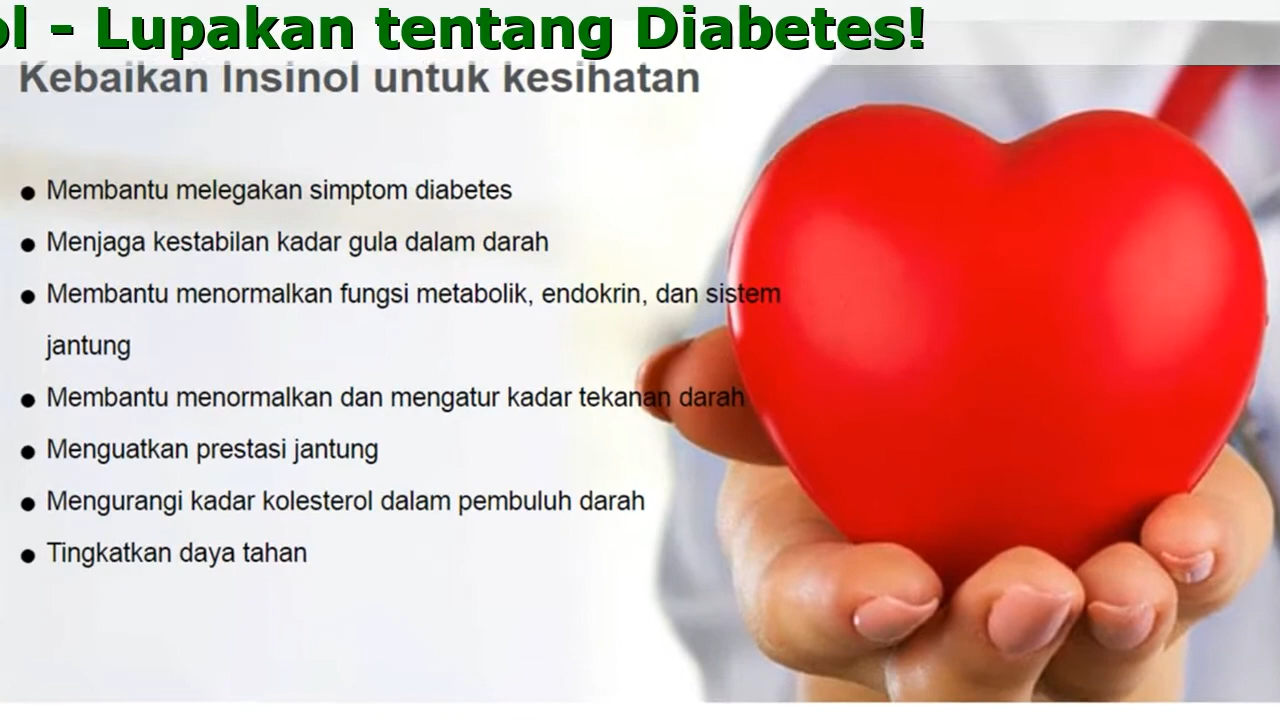 ol - Lupakan tentang Diabetes!
Kebaikan Insinol untuk kesihatan
● Membantu melegakan simptom diabetes
● Menjaga kestabilan kadar gula dalam darah
● Membantu menormalkan fungsi metabolik, endokrin, dan sistem
jantung
● Membantu menormalkan dan mengatur kadar tekanan darah
● Menguatkan prestasi jantung
● Mengurangi kadar kolesterol dalam pembuluh darah
● Tingkatkan daya tahan